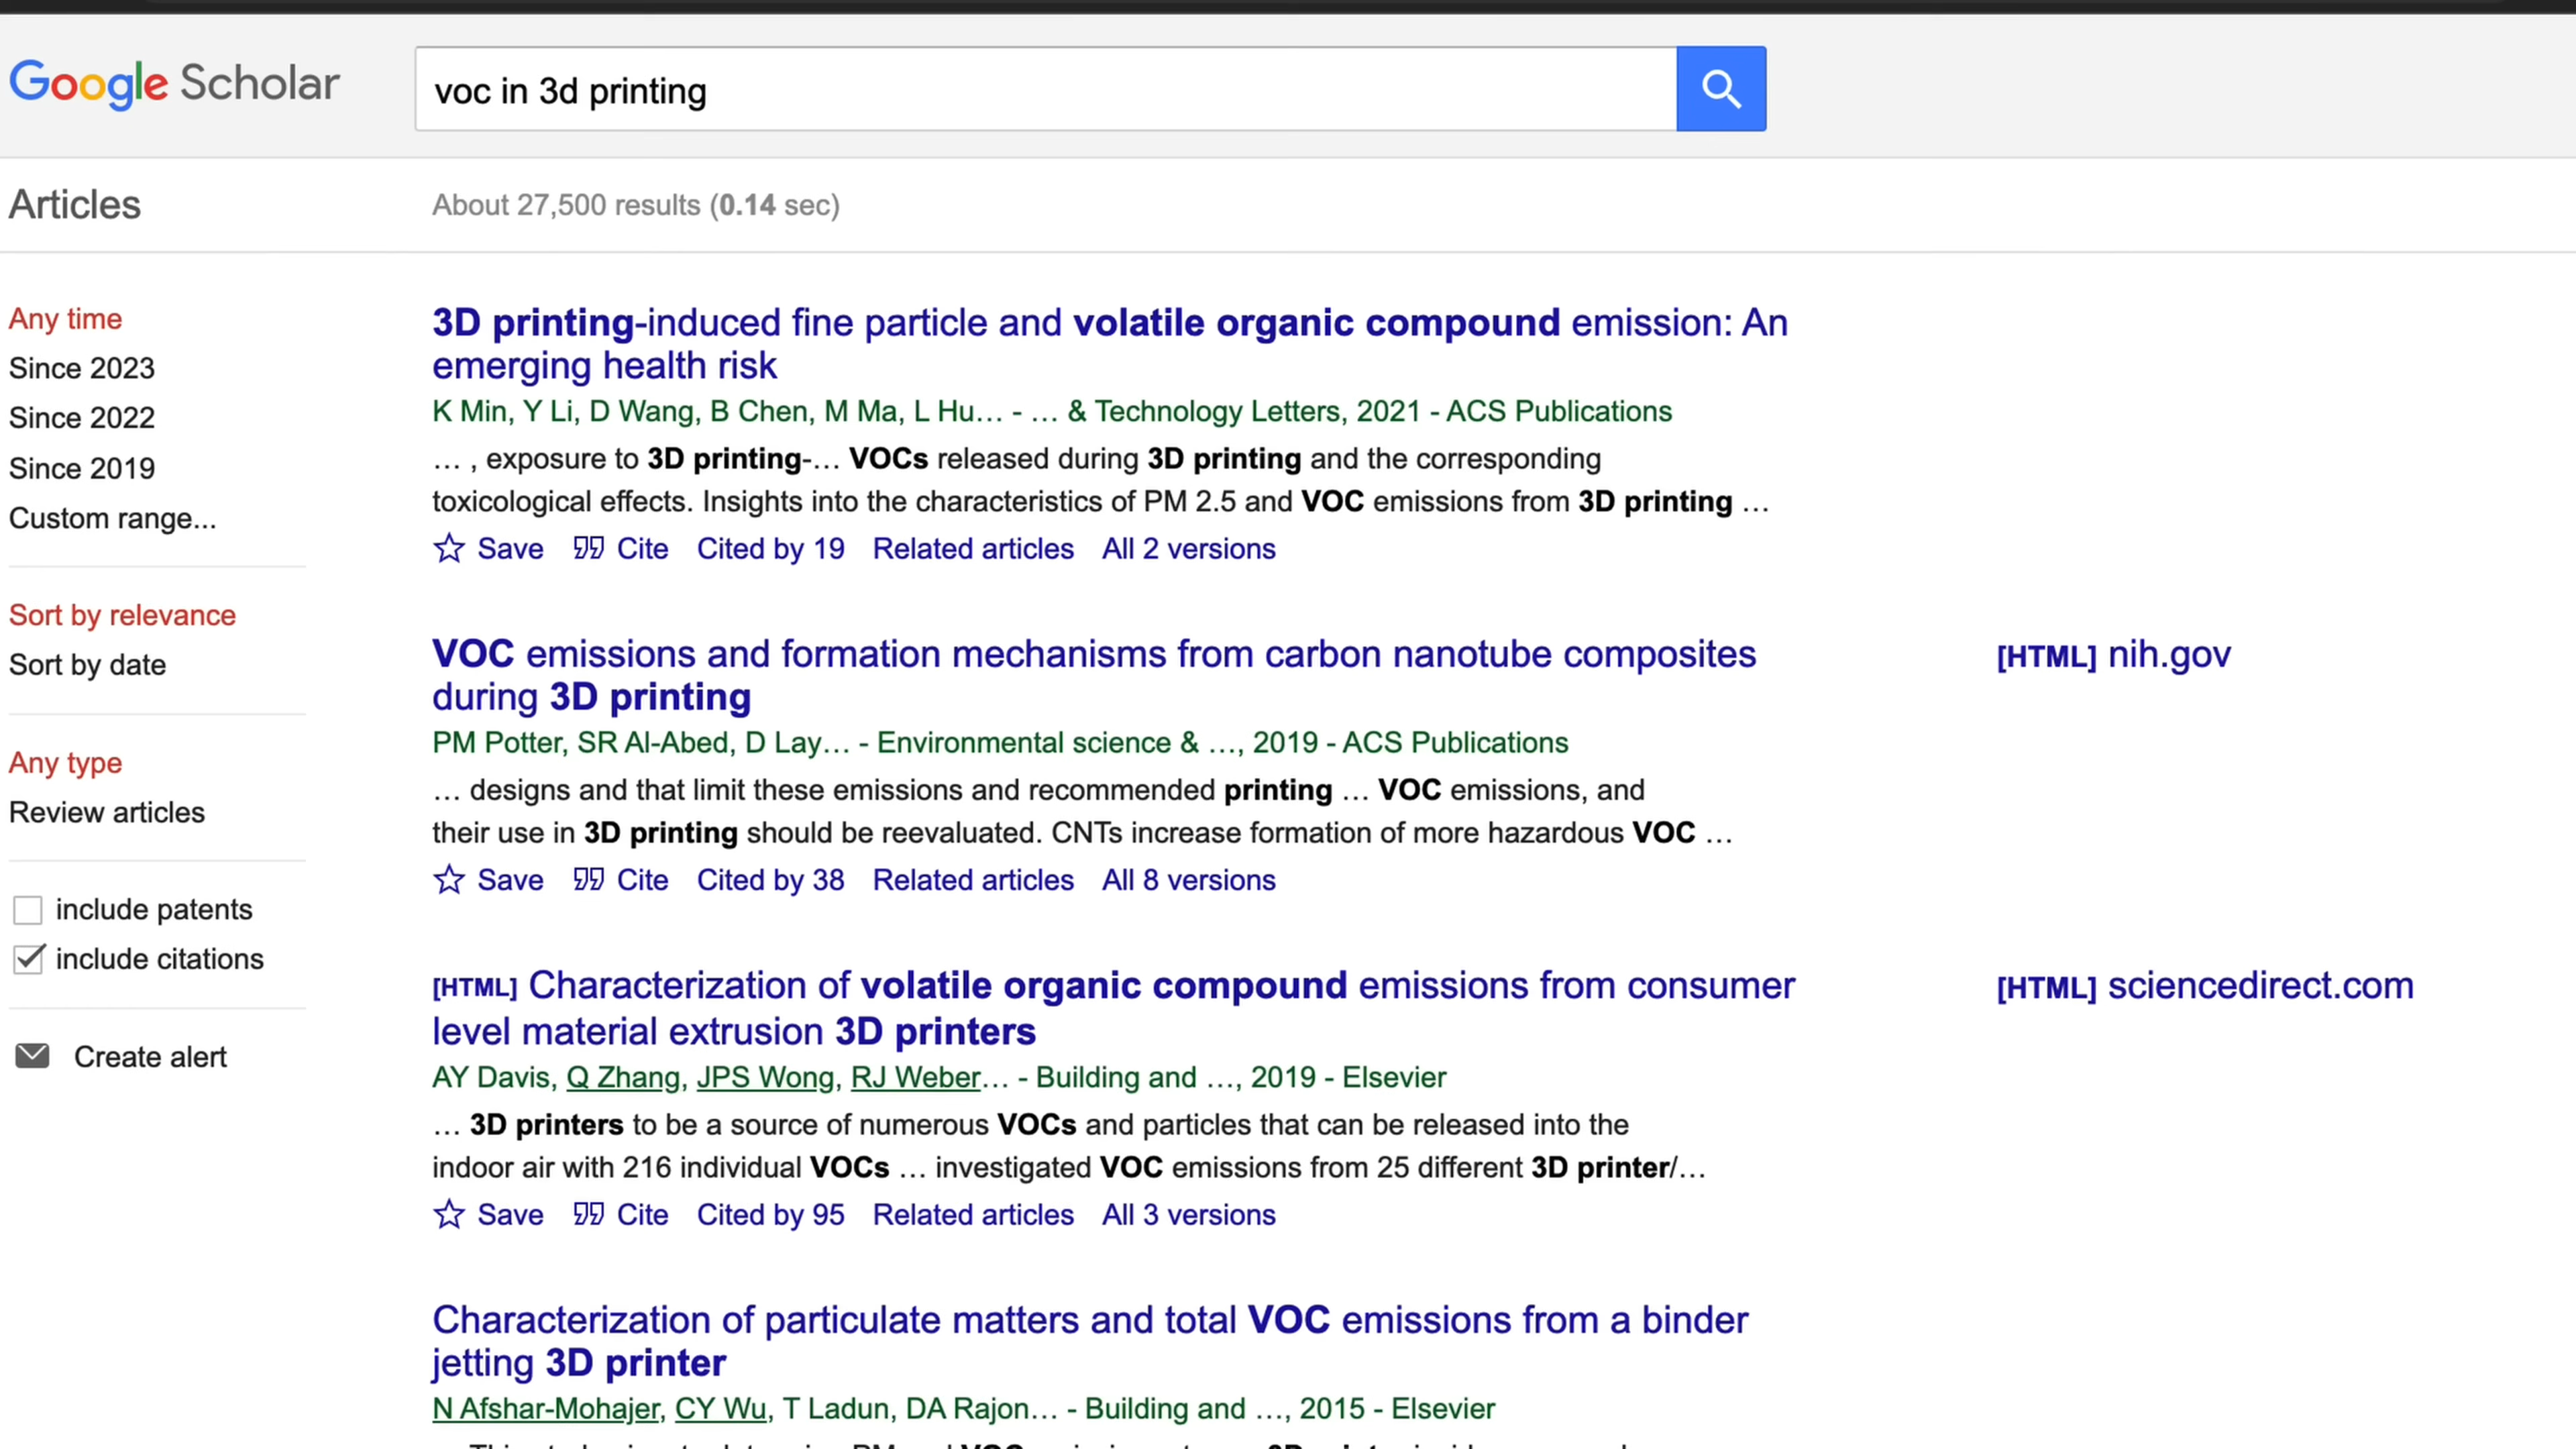 Google Scholar
voc in 3d printing
Articles
About 27,500 results (0.14 sec)
Any time
Since 2023
Since 2022
Since 2019
Custom range...
Sort by relevance
Sort by date
Any type
Review articles
include patents
include citations
Create alert
3D printing-induced fine particle and volatile organic compound emission: An
emerging health risk
K Min, Y Li, D Wang, B Chen, M Ma, L Hu… - … & Technology Letters, 2021 - ACS Publications
… , exposure to 3D printing-… VOCs released during 3D printing and the corresponding
toxicological effects. Insights into the characteristics of PM 2.5 and VOC emissions from 3D printing …
Save Cite Cited by 19 Related articles All 2 versions
VOC emissions and formation mechanisms from carbon nanotube composites
during 3D printing
[HTML] nih.gov
PM Potter, SR Al-Abed, D Lay… - Environmental science & …, 2019 - ACS Publications
… designs and that limit these emissions and recommended printing … VOC emissions, and
their use in 3D printing should be reevaluated. CNTs increase formation of more hazardous VOC …
Save Cite Cited by 38 Related articles All 8 versions
[HTML] Characterization of volatile organic compound emissions from consumer
level material extrusion 3D printers
[HTML] sciencedirect.com
AY Davis, Q Zhang, JPS Wong, RJ Weber… - Building and …, 2019 - Elsevier
… 3D printers to be a source of numerous VOCs and particles that can be released into the
indoor air with 216 individual VOCs … investigated VOC emissions from 25 different 3D printer/…
Save Cite Cited by 95 Related articles All 3 versions
Characterization of particulate matters and total VOC emissions from a binder
jetting 3D printer
N Afshar-Mohajer, CY Wu, T Ladun, DA Rajon… - Building and …, 2015 - Elsevier